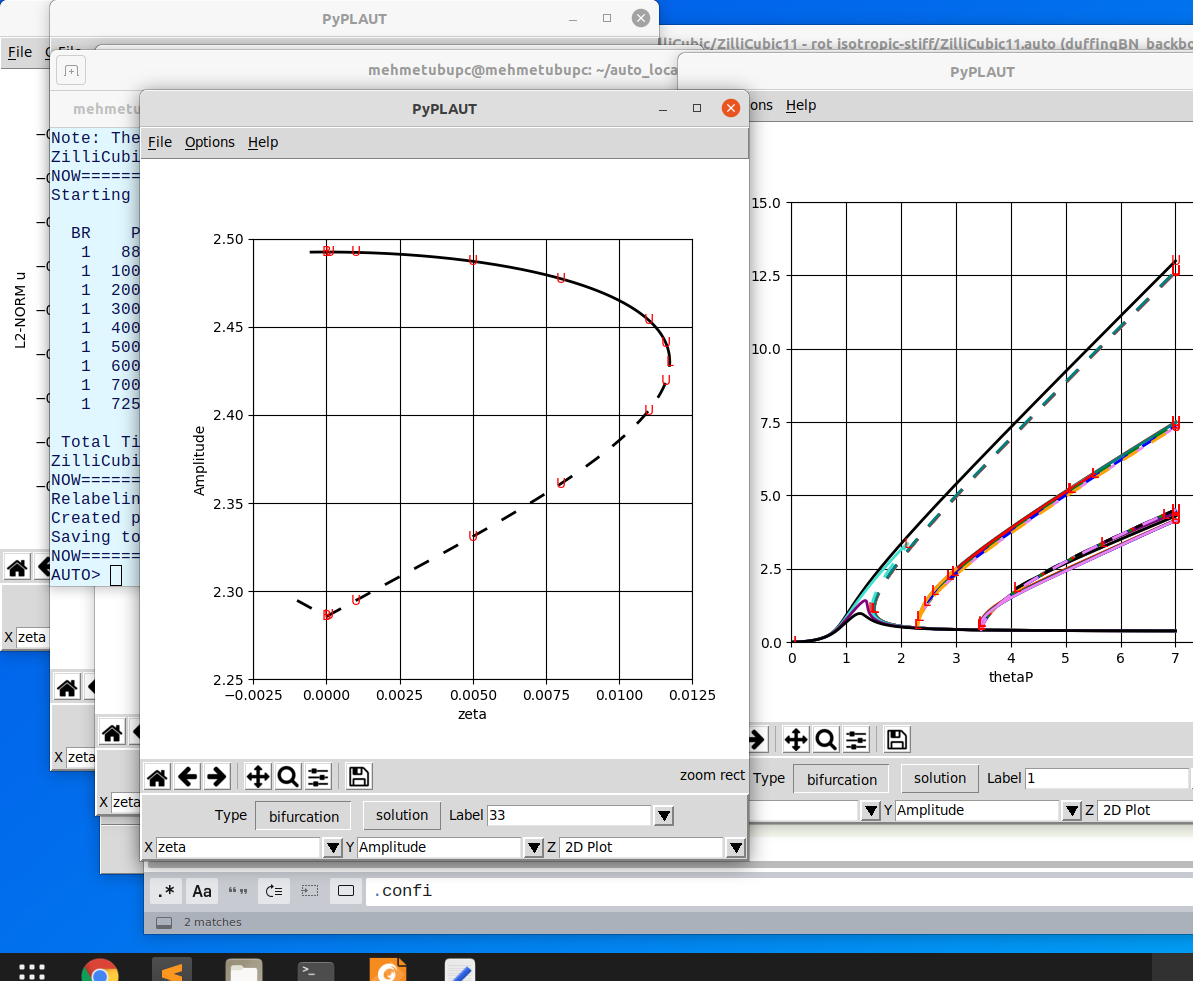 PyPLAUT
lliCubic/ZilliCubic11 - rot isotropic-stiff/ZilliCubic11.auto (duffingBN_backbo
File
mehmetubupc@mehmetubupc: ~/auto_loca
PyPLAUT
ons Help
mehmetu
PyPLAUT
File Options Help
Note: The
ZilliCubi
NOW======
Starting
BR P
1 88
1 100
1 200
1 300
1 400
1 500
1 600
1 700
1 725
Total Ti
ZilliCubi
NOW======
Relabelin
Created p
Saving to
NOW======
AUTO>
L2-NORM u
2.50
2.45
2.40
2.35
2.30
2.25
Amplitude
−0.0025 0.0000 0.0025 0.0050 0.0075 0.0100 0.0125
zeta
15.0
12.5
10.0
7.5
5.0
2.5
0.0
0 1 2 3 4 5 6 7
thetaP
zoom rect
Type bifurcation solution Label 33
X zeta Y Amplitude Z 2D Plot
Type bifurcation solution Label 1
Y Amplitude Z 2D Plot
X zeta
X zeta
X zeta
.* Aa “” .confi
2 matches